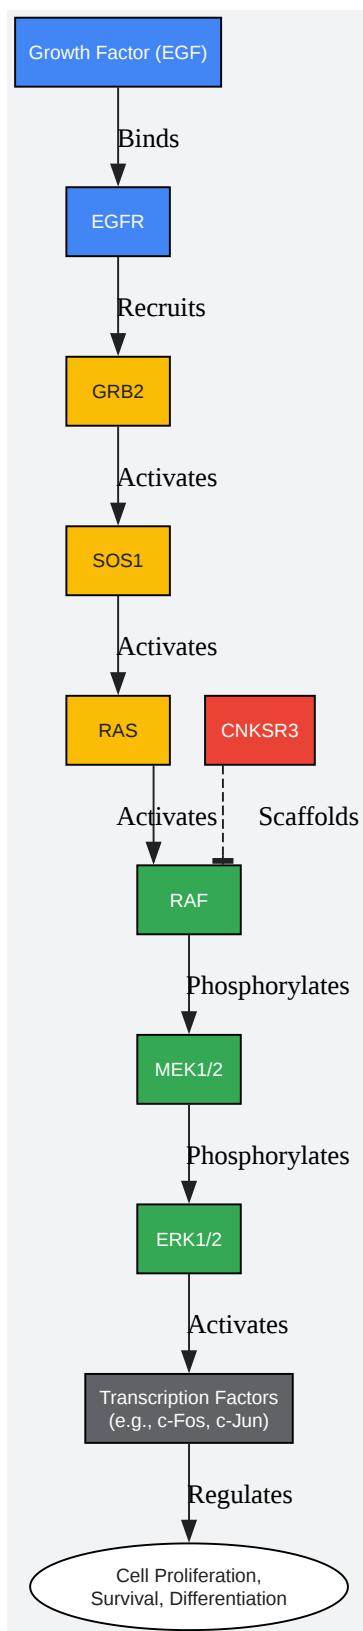 Growth Factor (EGF)
Binds
EGFR
Recruits
GRB2
Activates
SOS1
Activates
RAS
CNKSR3
Activates
Scaffolds
RAF
Phosphorylates
MEK1/2
Phosphorylates
ERK1/2
Activates
Transcription Factors
(e.g., c-Fos, c-Jun)
Regulates
Cell Proliferation,
Survival, Differentiation